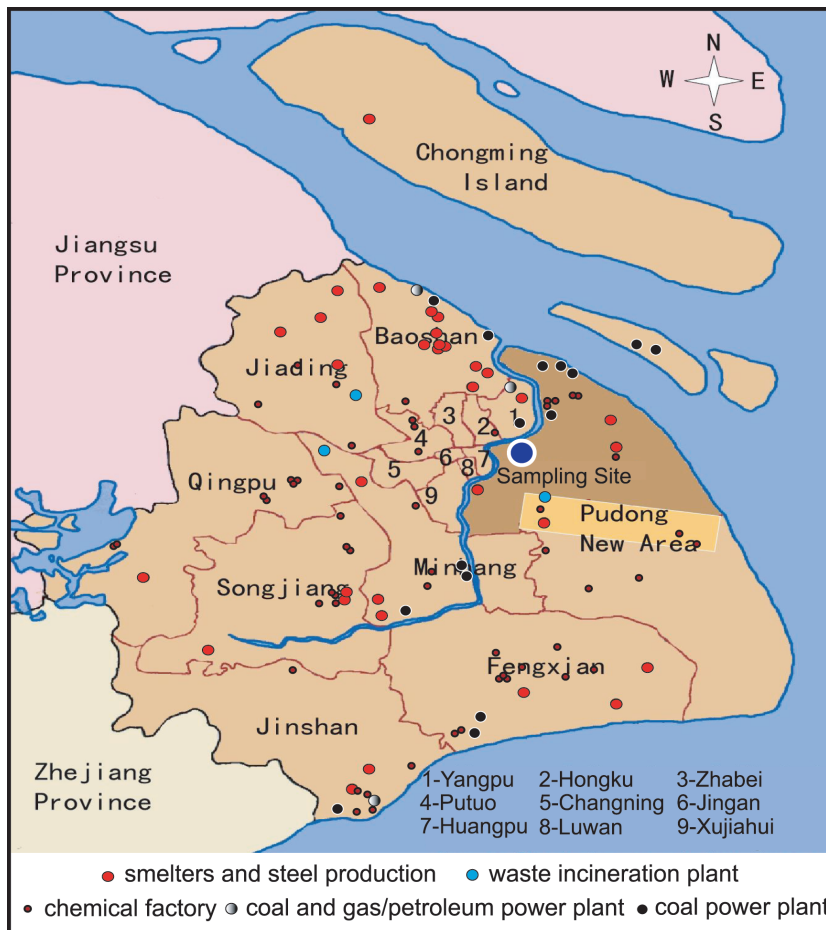 N
W E
S
Chongming
Island
Jiangsu
Province
Baoshan
Jiading
3
1
2
4
7
6
5
8
Sampling Site
Qingpu
9
Pudong
New Area
Minhang
Songjiang
Fengxian
Jinshan
Zhejiang
Province
1-Yangpu 2-Hongku 3-Zhabei
4-Putuo 5-Changning 6-Jingan
7-Huangpu 8-Luwan 9-Xujiahui
smelters and steel production waste incineration plant
chemical factory coal and gas/petroleum power plant coal power plant